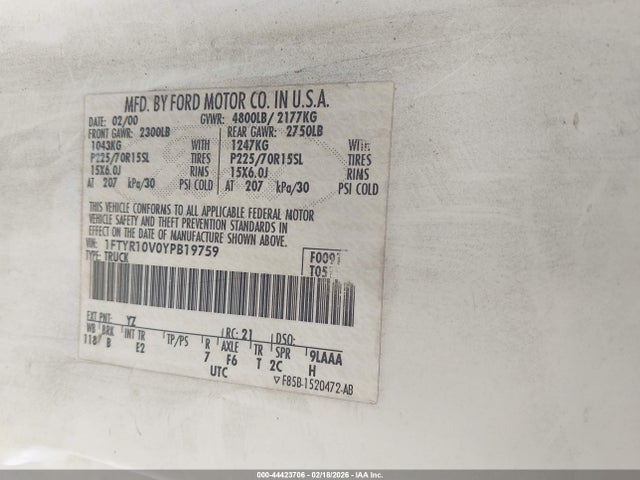 MFD. BY FORD MOTOR CO. IN U.S.A.
DATE: 02/00 GVWR: 4800LB/ 2177KG
FRONT GAWR: 2300LB REAR GAWR: 2750LB
1043KG WITH 1247KG WITH
P225/70R15SL TIRES P225/70R15SL TIRES
15X6.0J RIMS 15X6.0J RIMS
AT 207 kPa/30 PSI COLD AT 207 kPa/30 PSI COLD
THIS VEHICLE CONFORMS TO ALL APPLICABLE FEDERAL MOTOR
VEHICLE SAFETY AND THEFT PREVENTION STANDARDS IN
EFFECT ON THE DATE OF MANUFACTURE SHOWN ABOVE.
VIN: 1FTYR10V0YPB19759 F0091
TYPE: TRUCK T051
EXT PNT: YZ RC: 21 DSO:
WB BRK INT TR TP/PS R AXLE TR SPR 9LAAA
118 B E2 7 F6 T 2C H
UTC F85B-1520472-AB
000-44423706 - 02/18/2026 - IAA Inc.